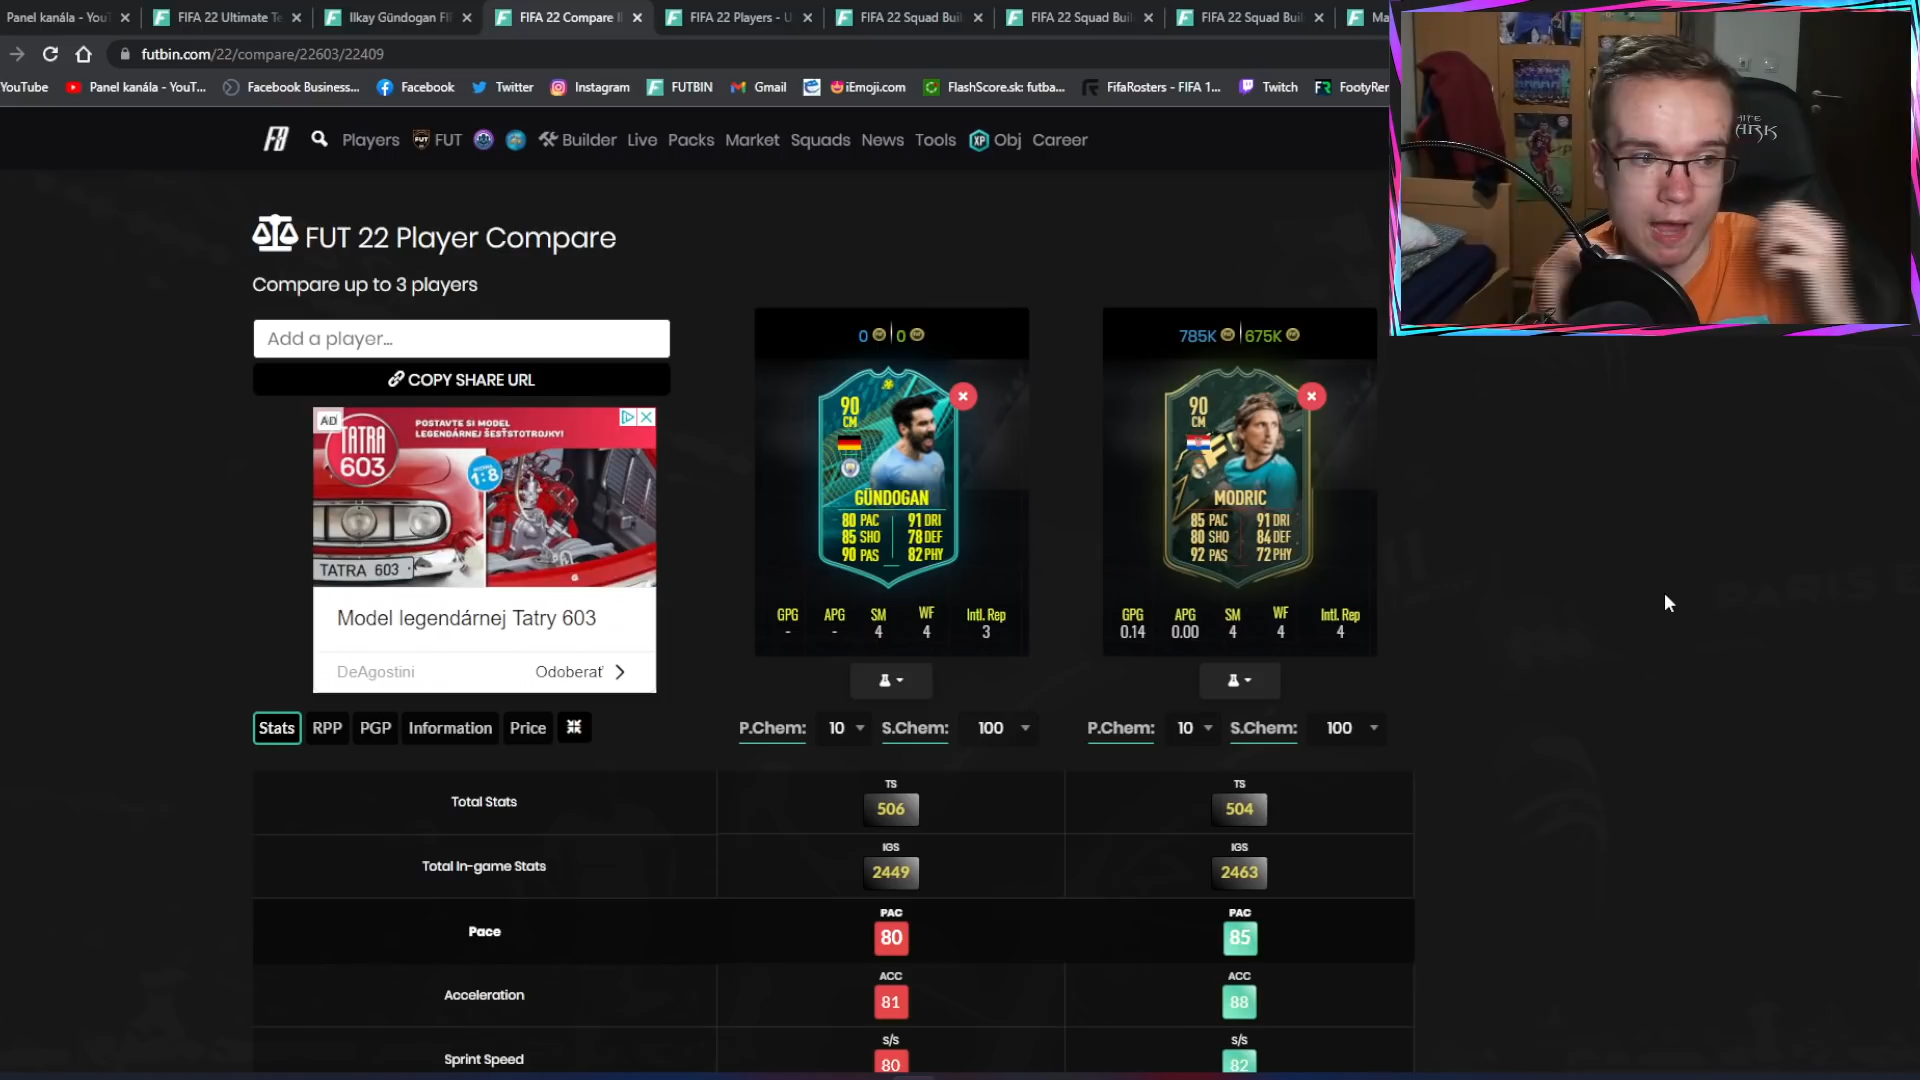 Panel kanála - YouT
FIFA 22 Ultimate Te
Ilkay Gündogan FIF
FIFA 22 Compare Il
FIFA 22 Players - U
FIFA 22 Squad Buil
FIFA 22 Squad Buil
FIFA 22 Squad Buil
Ma
futbin.com/22/compare/22603/22409
YouTube
Panel kanála - YouT...
Facebook Business...
Facebook
Twitter
Instagram
FUTBIN
Gmail
iEmoji.com
FlashScore.sk: futba...
FifaRosters - FIFA 1...
Twitch
FootyRen
Players
FUT
Builder
Live
Packs
Market
Squads
News
Tools
XP Obj
Career
FUT 22 Player Compare
Compare up to 3 players
Add a player...
COPY SHARE URL
AD
POSTAVTE SI MODEL
LEGENDÁRNEJ ŠESŤSTOTROJKY!
TATRA
603
1:8
TATRA 603
Model legendárnej Tatry 603
DeAgostini
Odoberať
0 | 0
90
CM
GÜNDOGAN
80 PAC 91 DRI
85 SHO 78 DEF
90 PAS 82 PHY
GPG APG SM WF Intl. Rep
- - 4 4 3
785K | 675K
90
CM
MODRIC
85 PAC 91 DRI
80 SHO 84 DEF
92 PAS 72 PHY
GPG APG SM WF Intl. Rep
0.14 0.00 4 4 4
Stats
RPP
PGP
Information
Price
P.Chem: 10 S.Chem: 100
P.Chem: 10 S.Chem: 100
Total Stats
TS
506
TS
504
Total In-game Stats
IGS
2449
IGS
2463
Pace
PAC
80
PAC
85
Acceleration
ACC
81
ACC
88
Sprint Speed
S/S
80
S/S
82